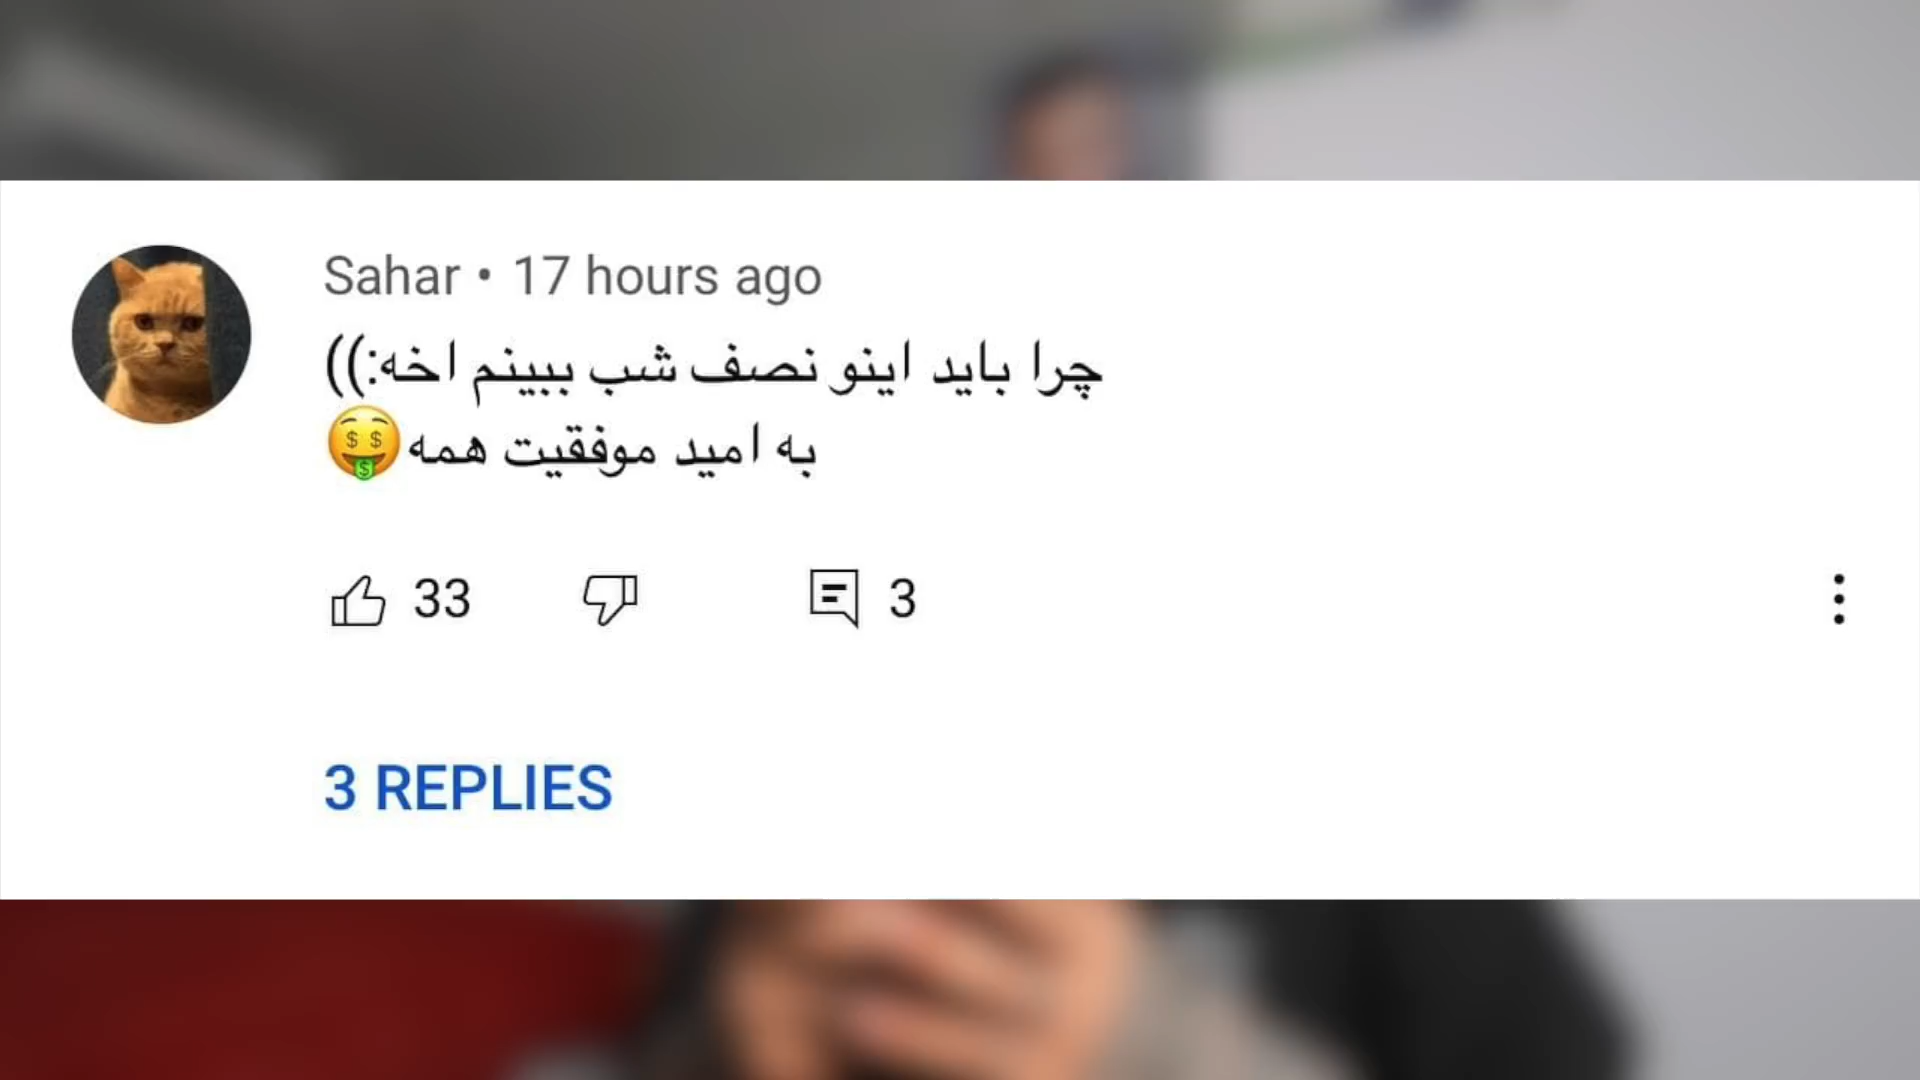 Sahar • 17 hours ago
چرا باید اینو نصف شب ببینم اخه:))
به امید موفقیت همه🤑
33
3
3 REPLIES